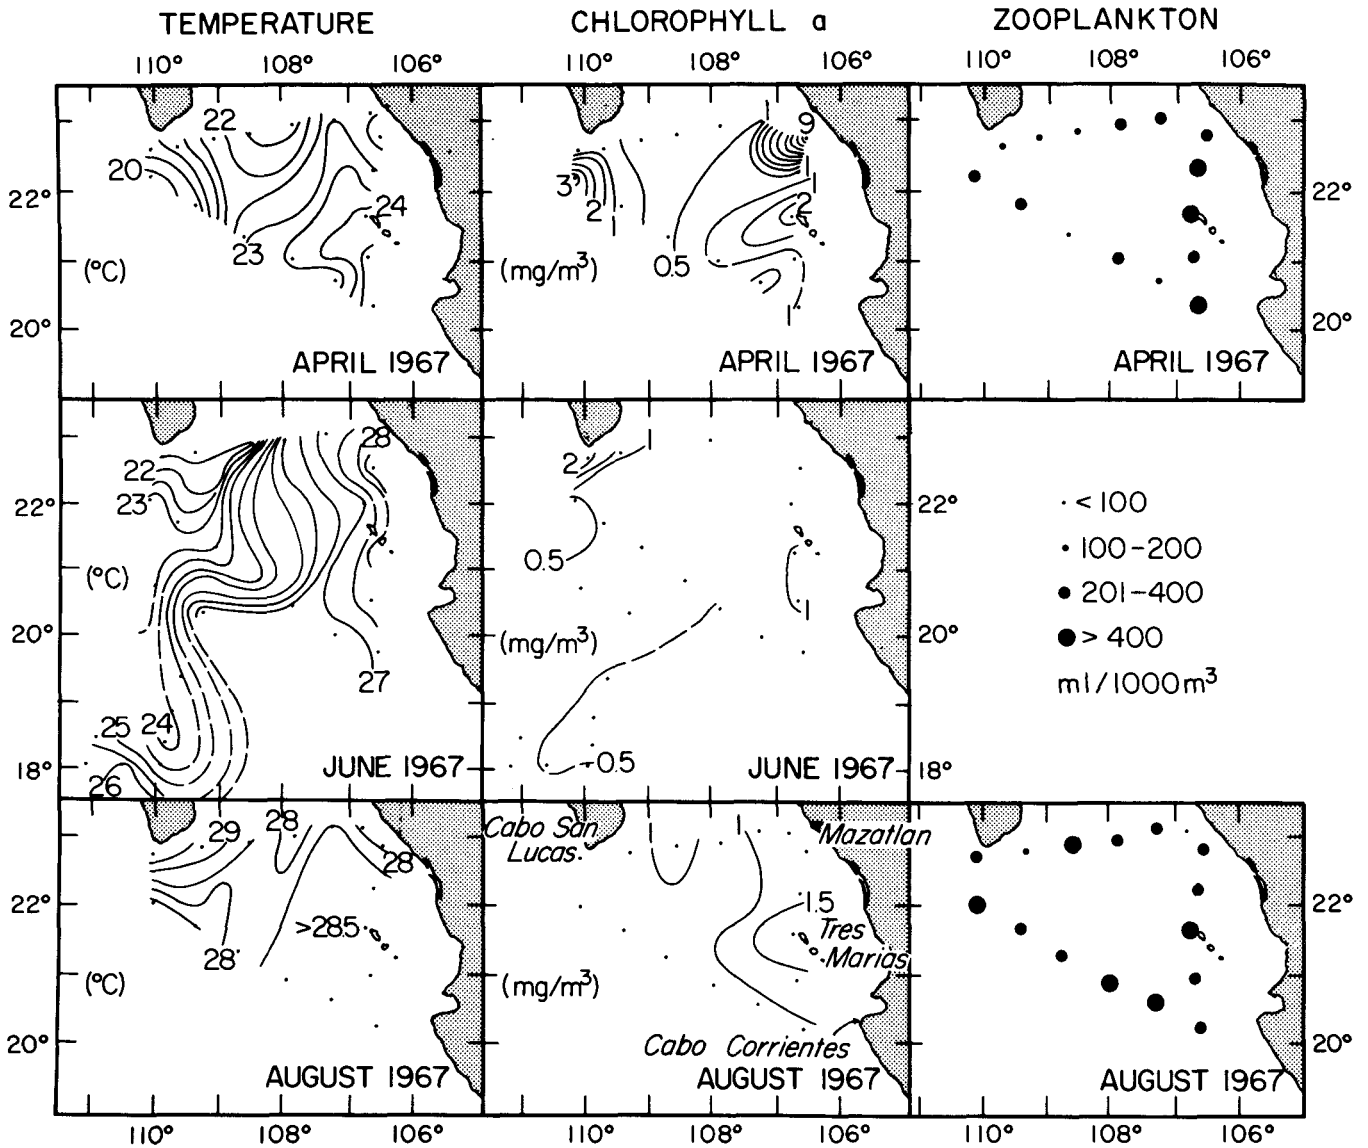 TEMPERATURE
CHLOROPHYLL a
ZOOPLANKTON
110° 108° 106°
110° 108° 106°
110° 108° 106°
22
20
22°
24
23
(°C)
20°
APRIL 1967
9
3
2
1
2
1
0.5
(mg/m³)
1
APRIL 1967
22°
20°
APRIL 1967
28
22
23
22°
(°C)
20°
27
25
24
26
18°
JUNE 1967
1
2
0.5
1
(mg/m³)
0.5
JUNE 1967
22°
20°
18°
< 100
100-200
201-400
> 400
ml/1000m³
29
28
28
22°
>28.5
28
(°C)
20°
AUGUST 1967
Cabo San
Lucas
Mazatlan
1
1.5
Tres
Marias
(mg/m³)
Cabo Corrientes
AUGUST 1967
22°
20°
AUGUST 1967
110° 108° 106°
110° 108° 106°
110° 108° 106°